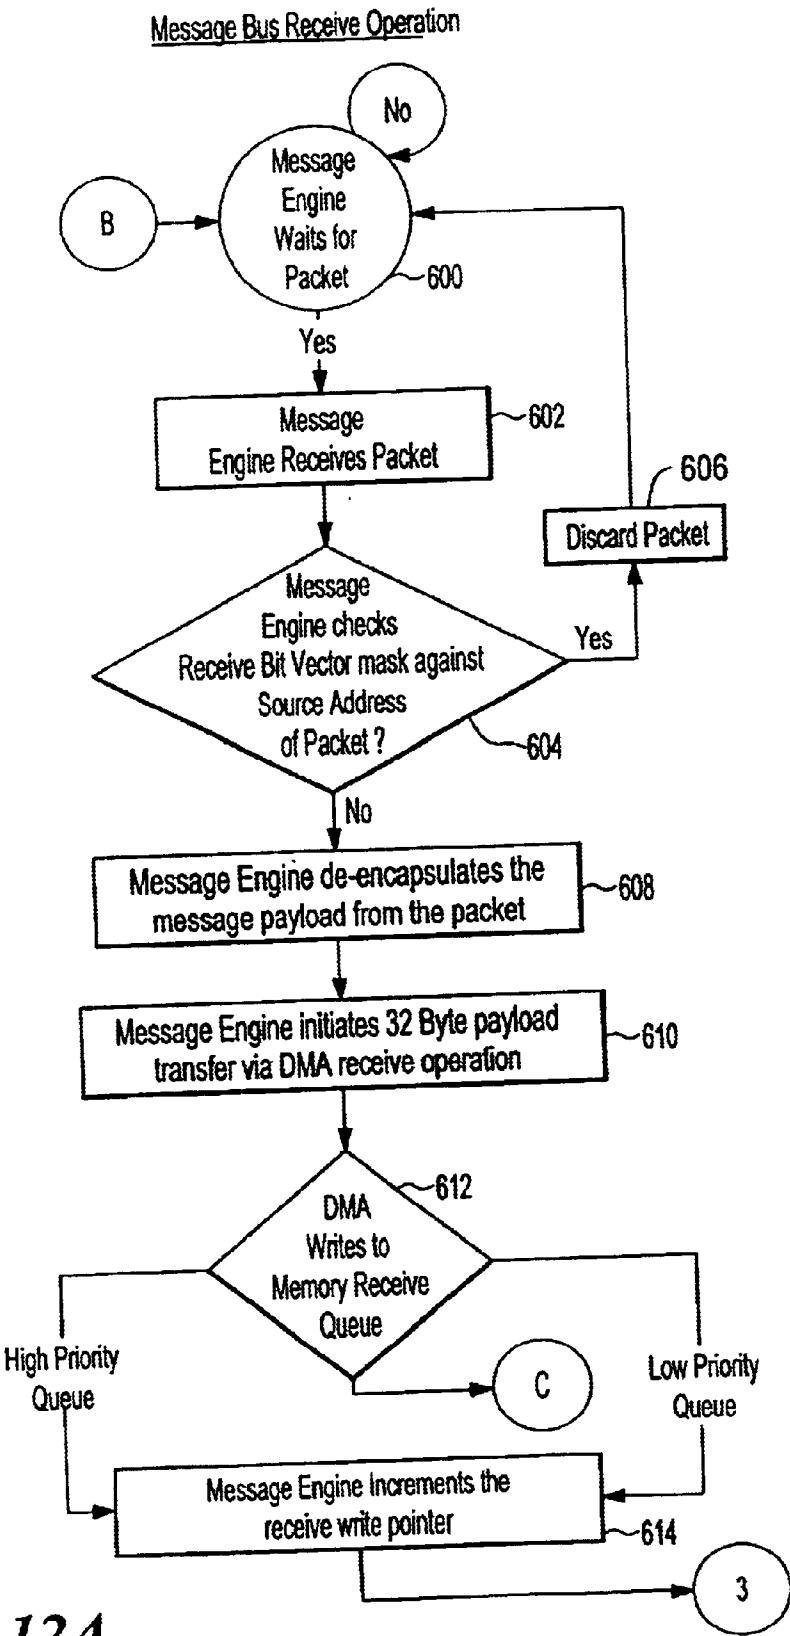 Message Bus Receive Operation
No
Message
Engine
Waits for
Packet
B
600
Yes
Message
Engine Receives Packet
602
606
Discard Packet
Message
Engine checks
Receive Bit Vector mask against
Source Address
of Packet ?
Yes
604
No
Message Engine de-encapsulates the
message payload from the packet
608
Message Engine initiates 32 Byte payload
transfer via DMA receive operation
610
612
DMA
Writes to
Memory Receive
Queue
High Priority
Queue
C
Low Priority
Queue
Message Engine Increments the
receive write pointer
614
3
12A